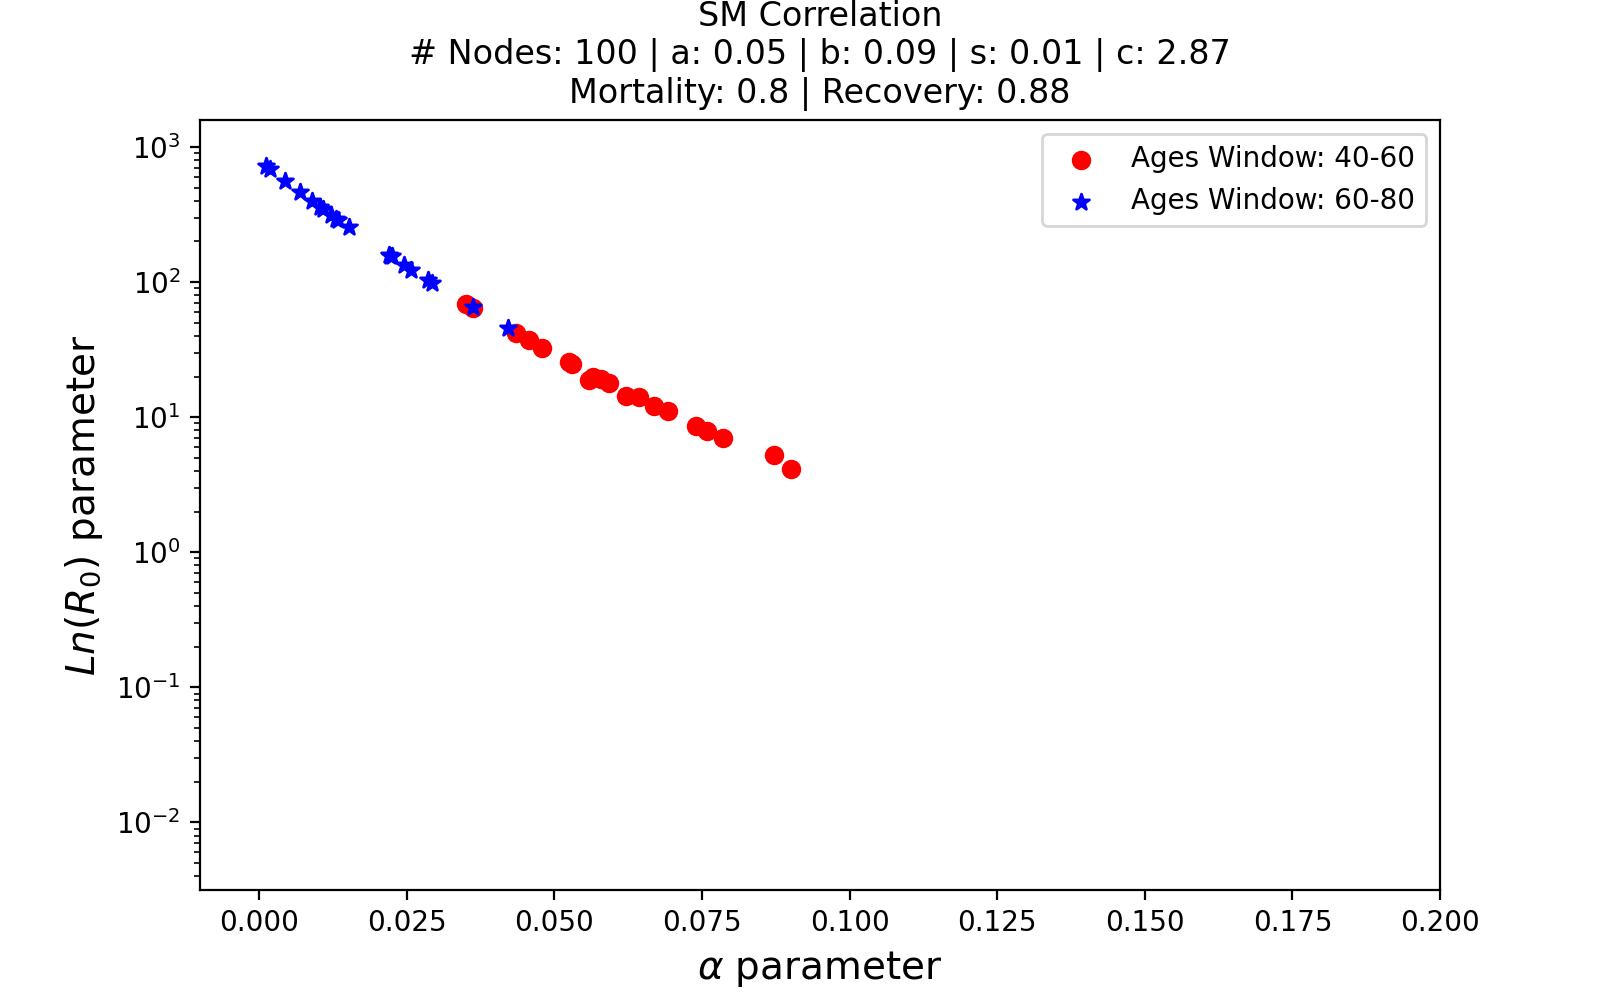 SM Correlation
# Nodes: 100 | a: 0.05 | b: 0.09 | s: 0.01 | c: 2.87
Mortality: 0.8 | Recovery: 0.88
Ages Window: 40-60
Ages Window: 60-80
Ln(R₀) parameter
10³
10²
10¹
10⁰
10⁻¹
10⁻²
0.000 0.025 0.050 0.075 0.100 0.125 0.150 0.175 0.200
α parameter